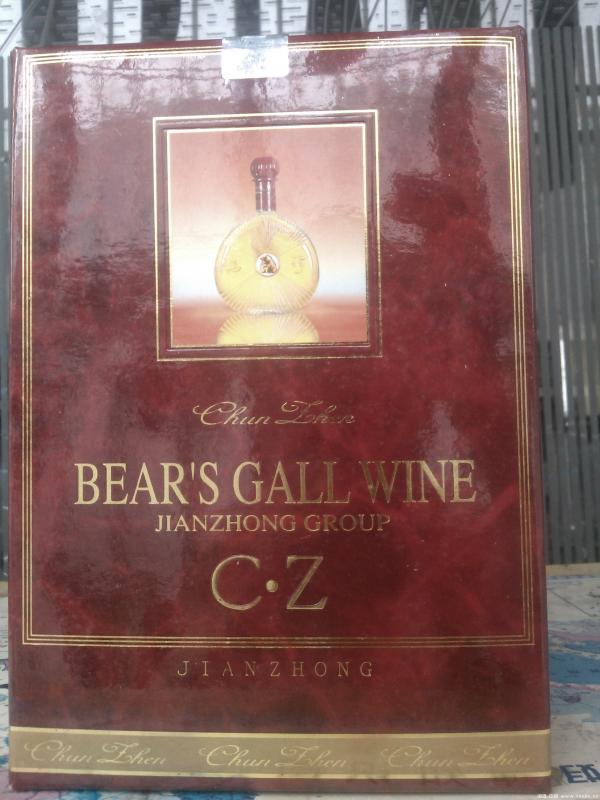 Chun Zhen
BEAR'S GALL WINE
JIANZHONG GROUP
C·Z
JIANZHONG
Chun Zhen Chun Zhen Chun Zhen